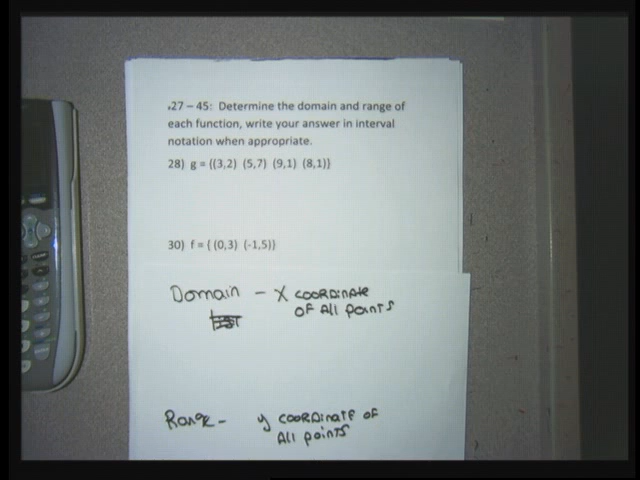 .27 – 45: Determine the domain and range of
each function, write your answer in interval
notation when appropriate.
28) g = {(3,2) (5,7) (9,1) (8,1)}
30) f = { (0,3) (-1,5)}
Domain – X COORDINATE
OF All points
Range – y COORDinatE OF
All points